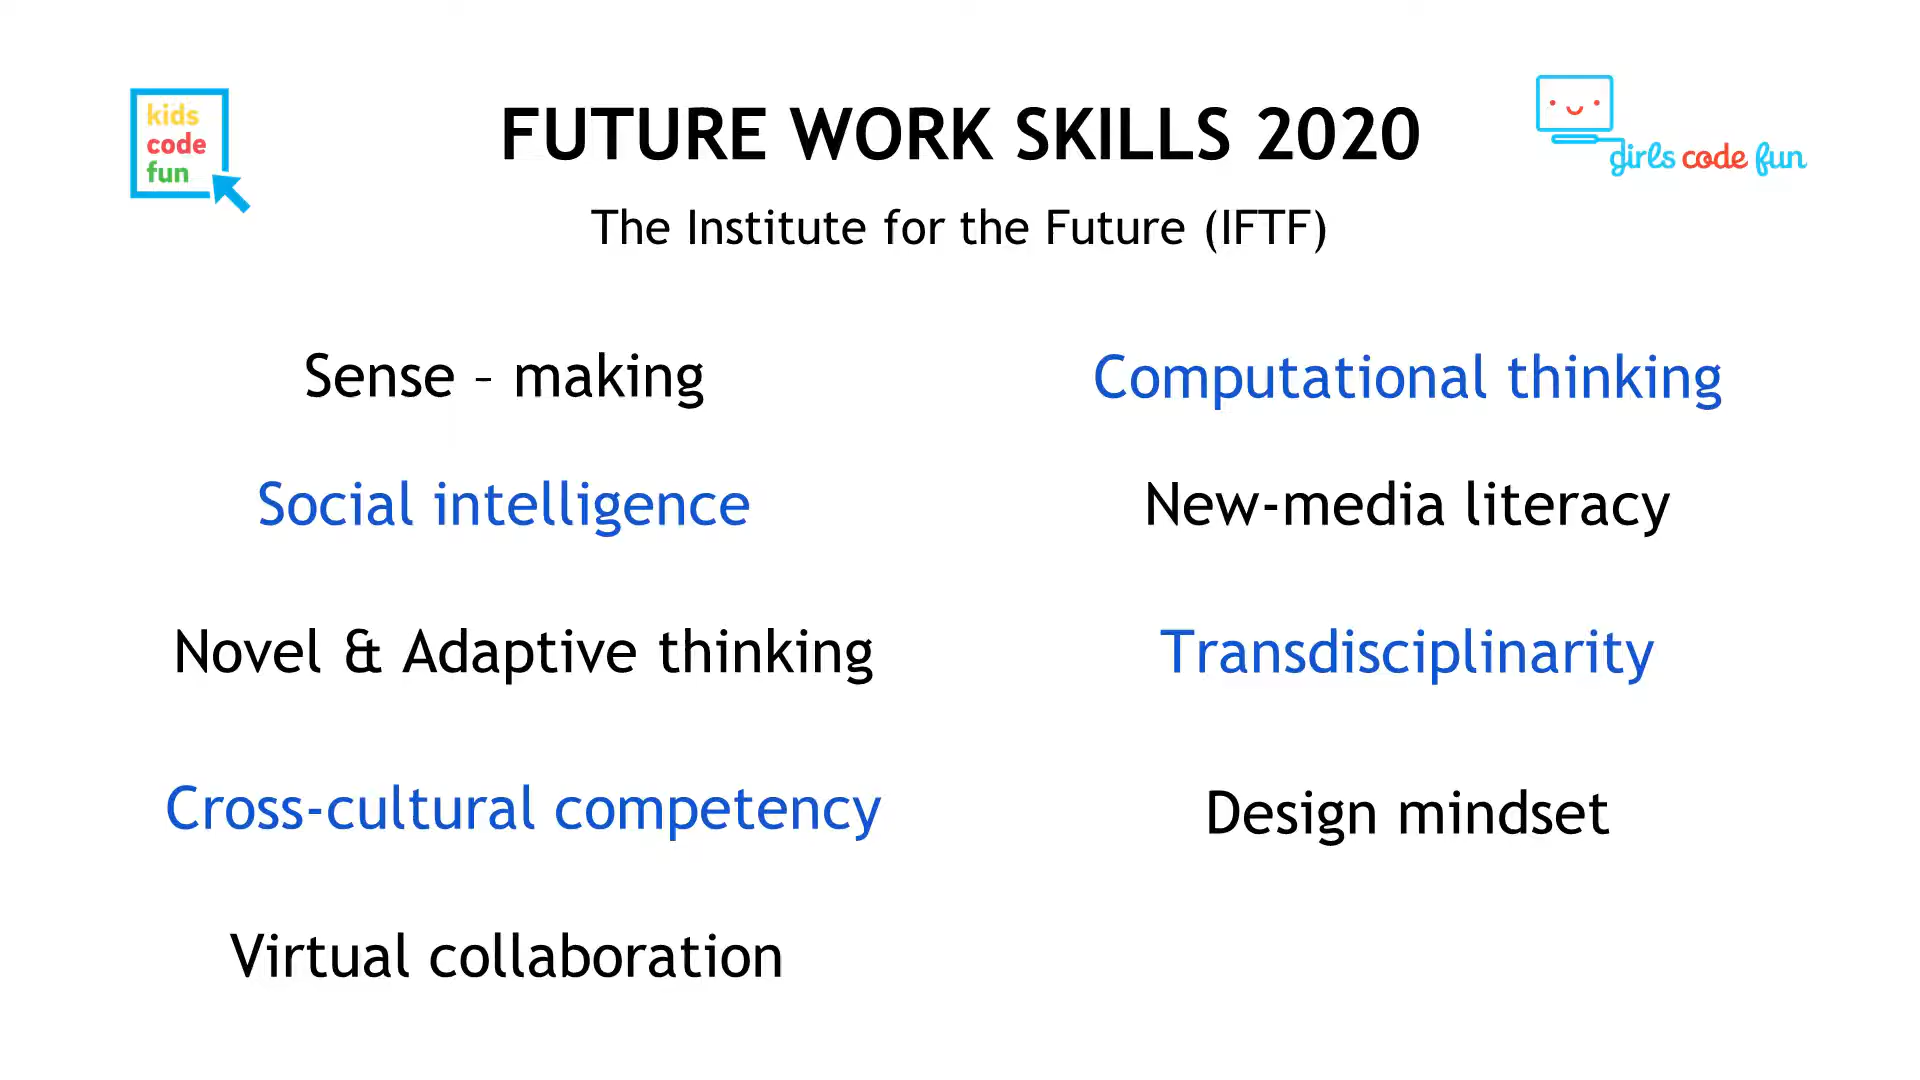 kids
code
fun
FUTURE WORK SKILLS 2020
girls code fun
The Institute for the Future (IFTF)
Sense – making
Social intelligence
Novel & Adaptive thinking
Cross-cultural competency
Virtual collaboration
Computational thinking
New-media literacy
Transdisciplinarity
Design mindset